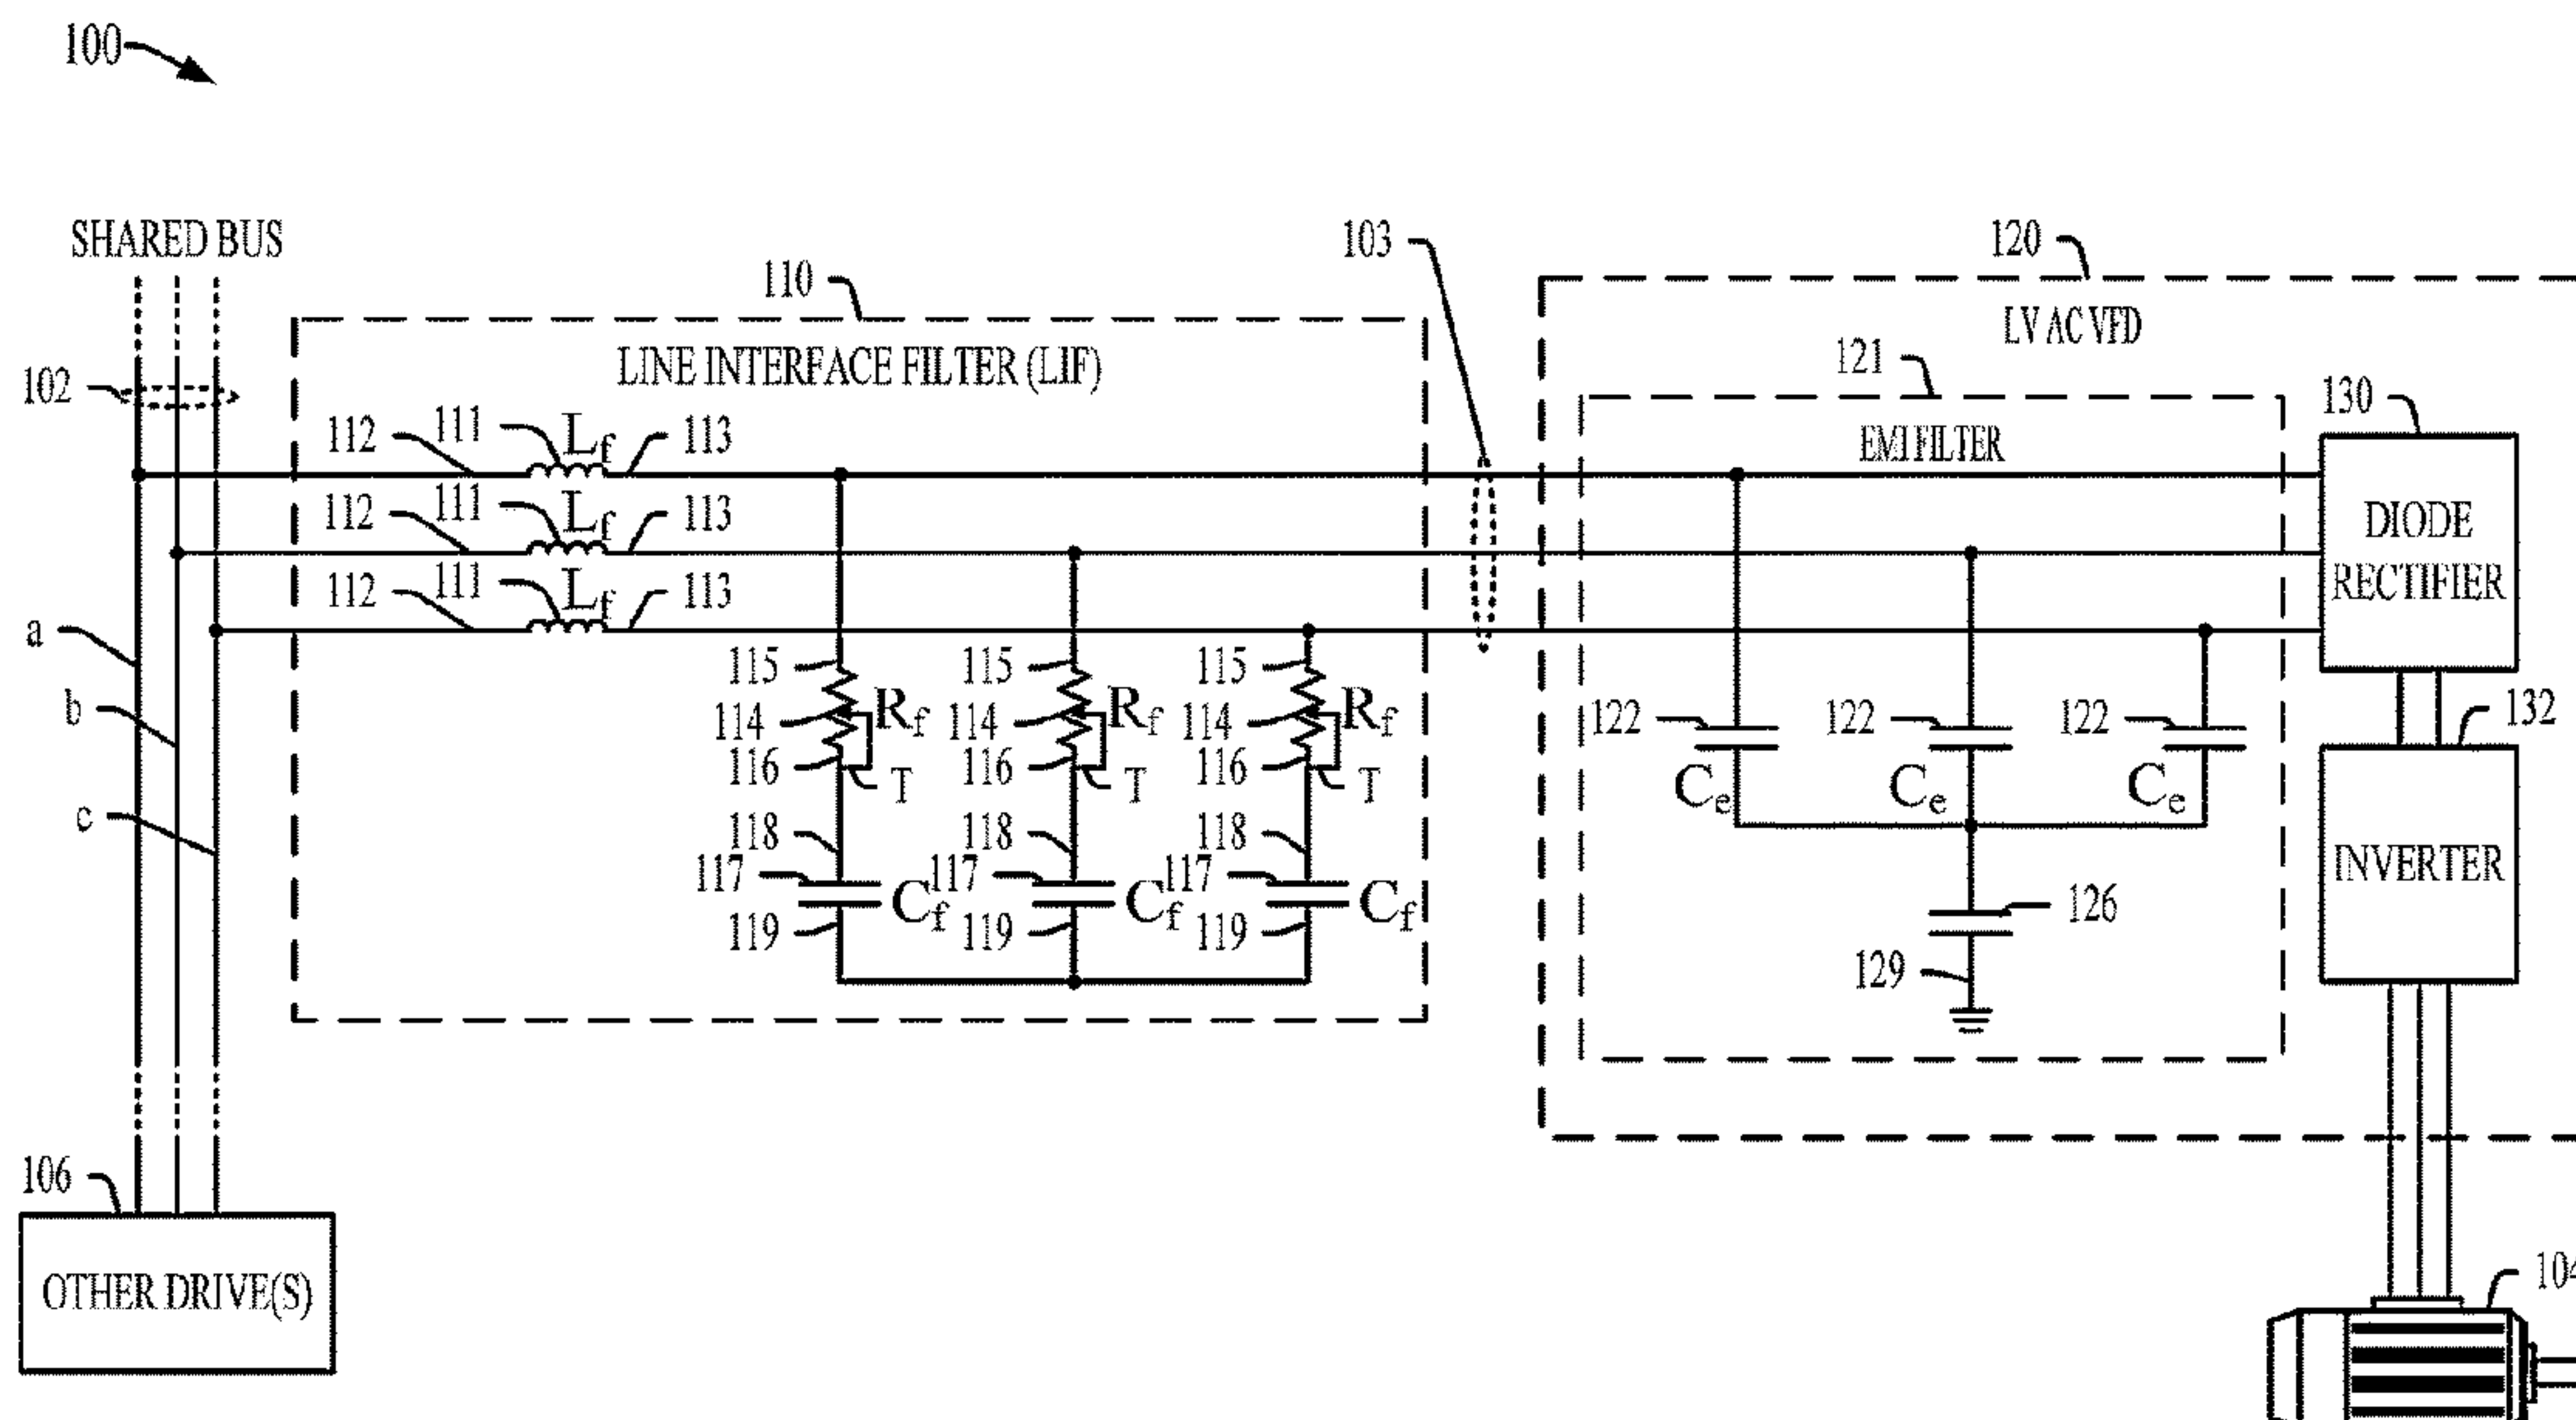 100
SHARED BUS
102
110
LINE INTERFACE FILTER (LIF)
103
120
LV AC VFD
121
EMI FILTER
130
DIODE
RECTIFIER
112 111 Lf 113
112 111 Lf 113
112 111 Lf 113
a
b
c
115 115 115
114 Rf 114 Rf 114 Rf
116 T 116 T 116 T
118 118 118
117 Cf 117 Cf 117 Cf
119 119 119
122 122 122
Ce Ce Ce
126
129
132
INVERTER
106
OTHER DRIVE(S)
104